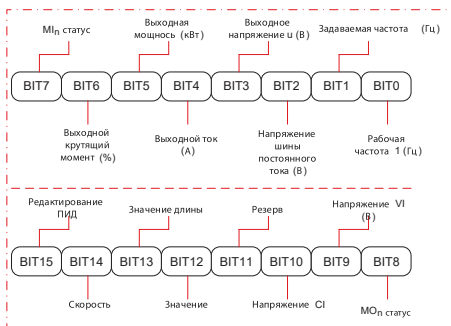 MIn статус
Выходная
мощнось (кВт)
Выходное
напряжение u (В)
Задаваемая частота (Гц)
BIT7 BIT6 BIT5 BIT4 BIT3 BIT2 BIT1 BIT0
Выходной
крутящий
момент (%)
Выходной ток
(А)
Напряжение
шины
постоянного
тока (В)
Рабочая
частота 1 (Гц)
Редактирование
ПИД
Значение длины
Резерв
Напряжение VI
(В)
BIT15 BIT14 BIT13 BIT12 BIT11 BIT10 BIT9 BIT8
Скорость
Значение
Напряжение CI
MOn статус